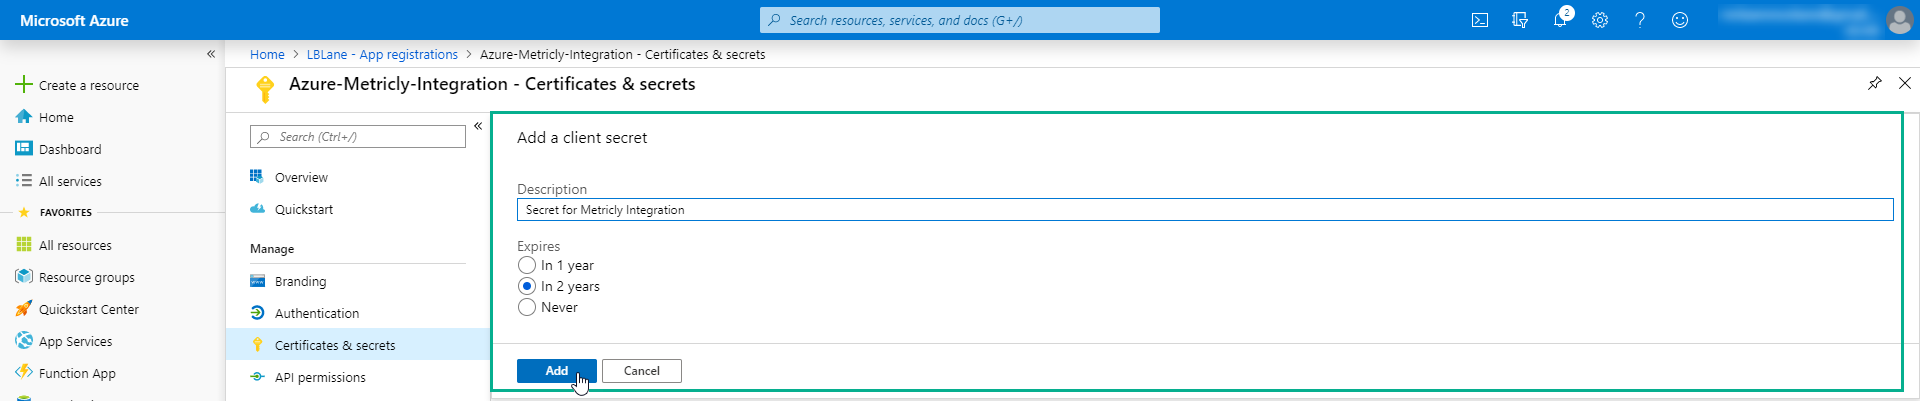 Microsoft Azure
Search resources, services, and docs (G+/)
2
«
Create a resource
Home
Dashboard
All services
FAVORITES
All resources
Resource groups
Quickstart Center
App Services
Function App
Home > LBLane - App registrations > Azure-Metricly-Integration - Certificates & secrets
Azure-Metricly-Integration - Certificates & secrets
Search (Ctrl+/)
«
Overview
Quickstart
Manage
Branding
Authentication
Certificates & secrets
API permissions
Add a client secret
Description
Secret for Metricly Integration
Expires
In 1 year
In 2 years
Never
Add
Cancel